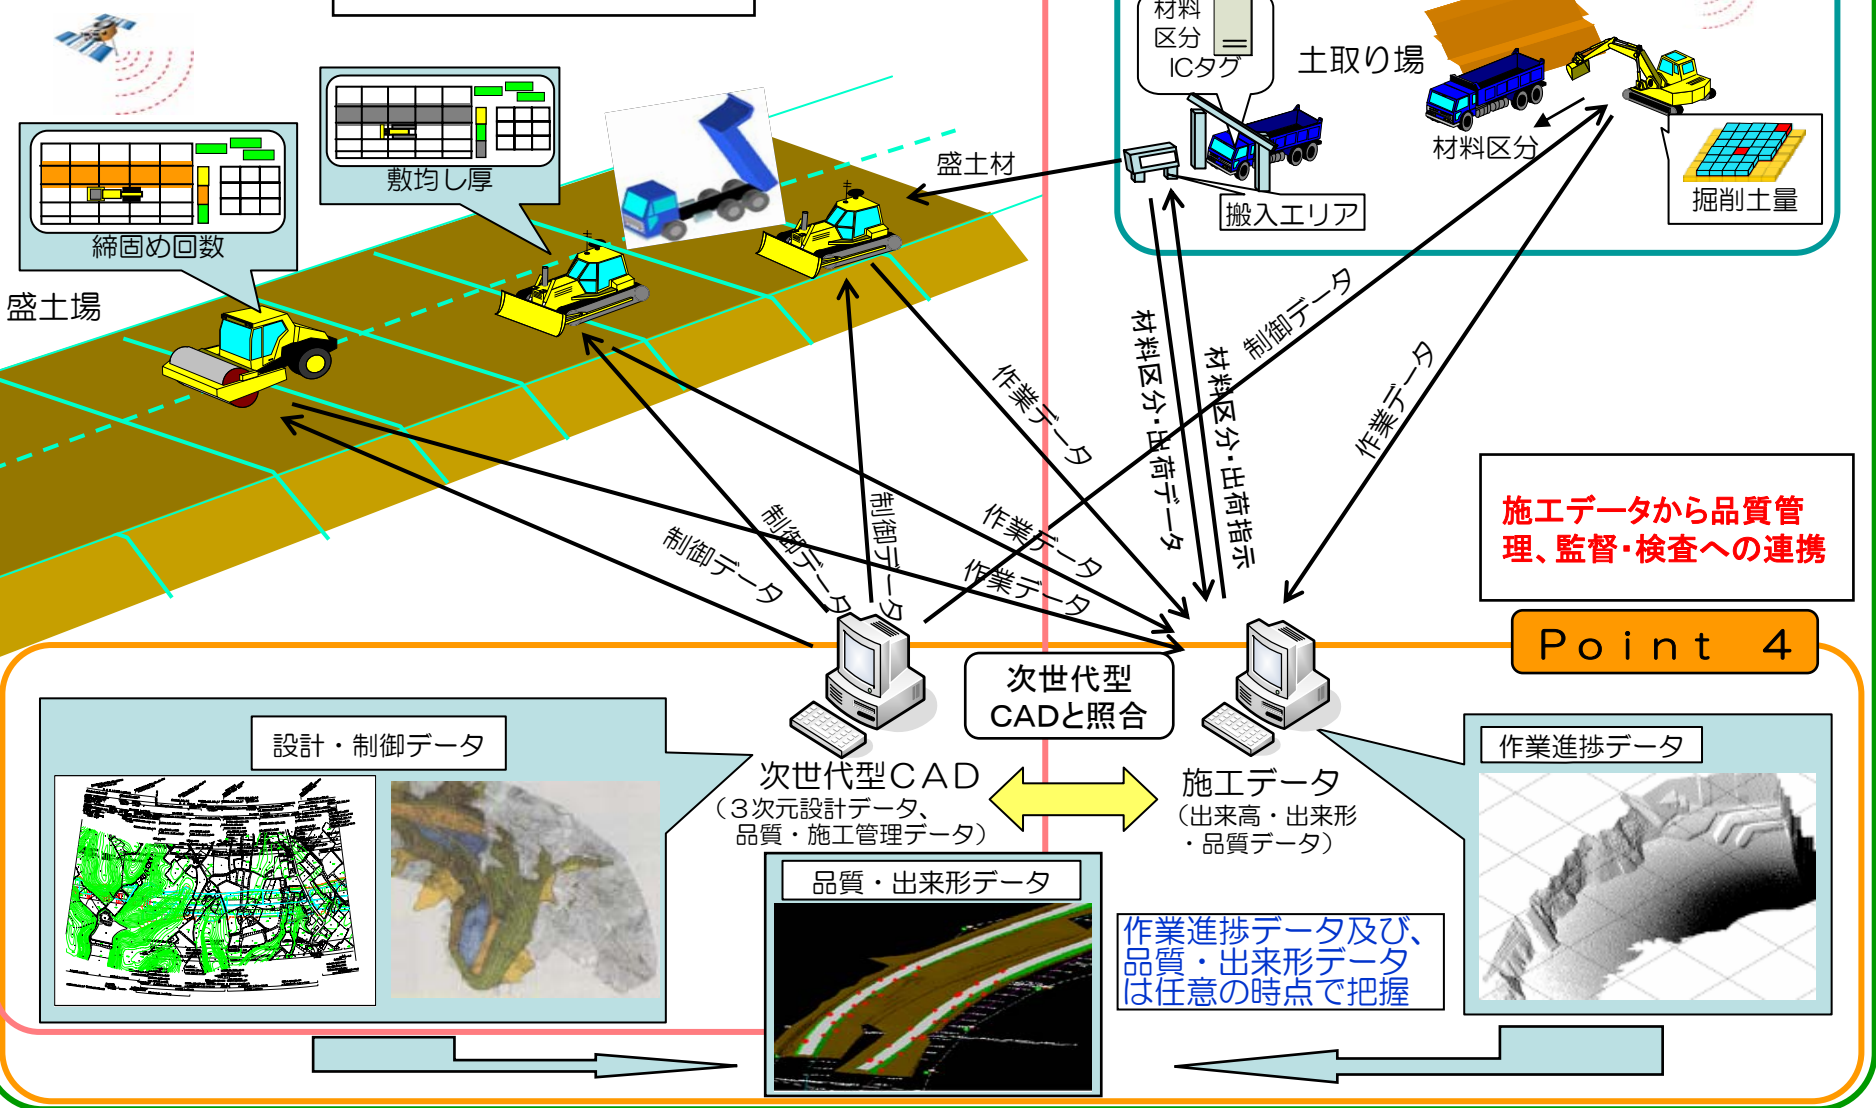 材料
区分
ICタグ
土取り場
材料区分
掘削土量
搬入エリア
盛土材
敷均し厚
締固め回数
盛土場
制御データ
作業データ
材料区分・出荷データ
材料区分・出荷指示
作業データ
制御データ
制御データ
制御データ
作業データ
作業データ
施工データから品質管
理、監督・検査への連携
Point 4
次世代型
CADと照合
設計・制御データ
次世代型CAD
（３次元設計データ、
品質・施工管理データ）
施工データ
（出来高・出来形
・品質データ）
作業進捗データ
品質・出来形データ
作業進捗データ及び、
品質・出来形データ
は任意の時点で把握